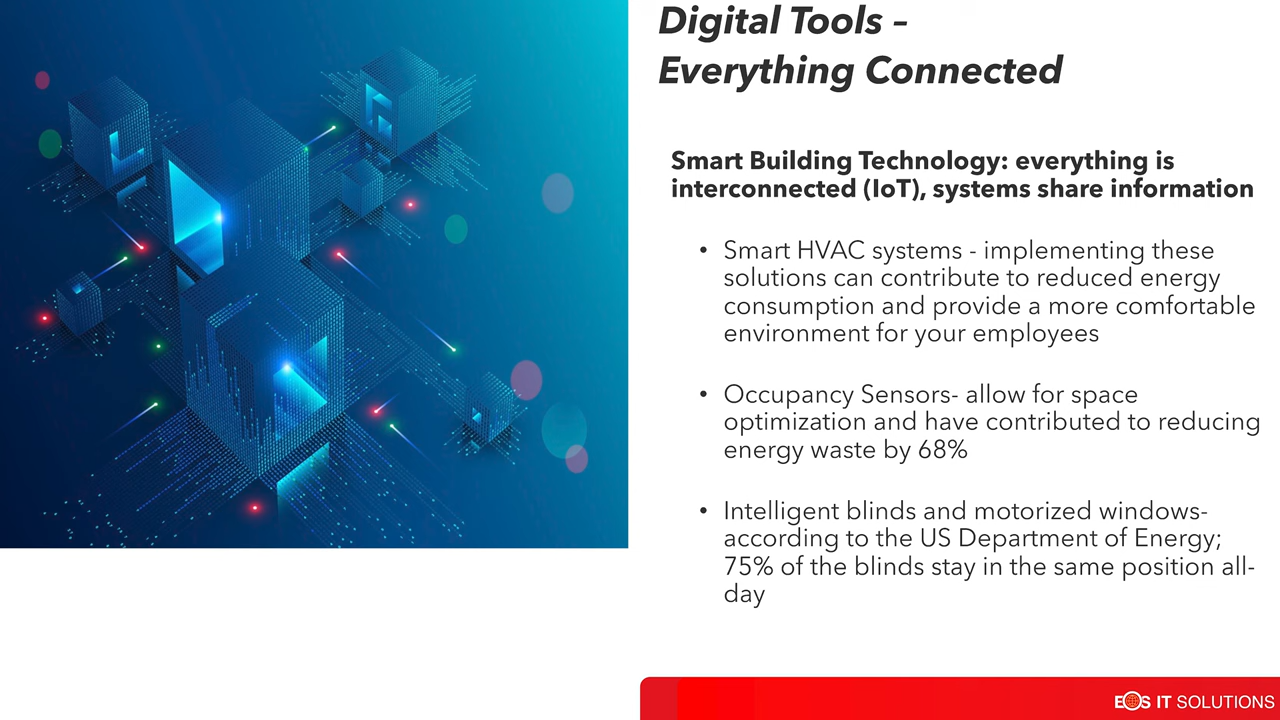 Digital Tools –
Everything Connected
Smart Building Technology: everything is
interconnected (IoT), systems share information
• Smart HVAC systems - implementing these
solutions can contribute to reduced energy
consumption and provide a more comfortable
environment for your employees
• Occupancy Sensors- allow for space
optimization and have contributed to reducing
energy waste by 68%
• Intelligent blinds and motorized windows-
according to the US Department of Energy;
75% of the blinds stay in the same position all-
day
EOS IT SOLUTIONS